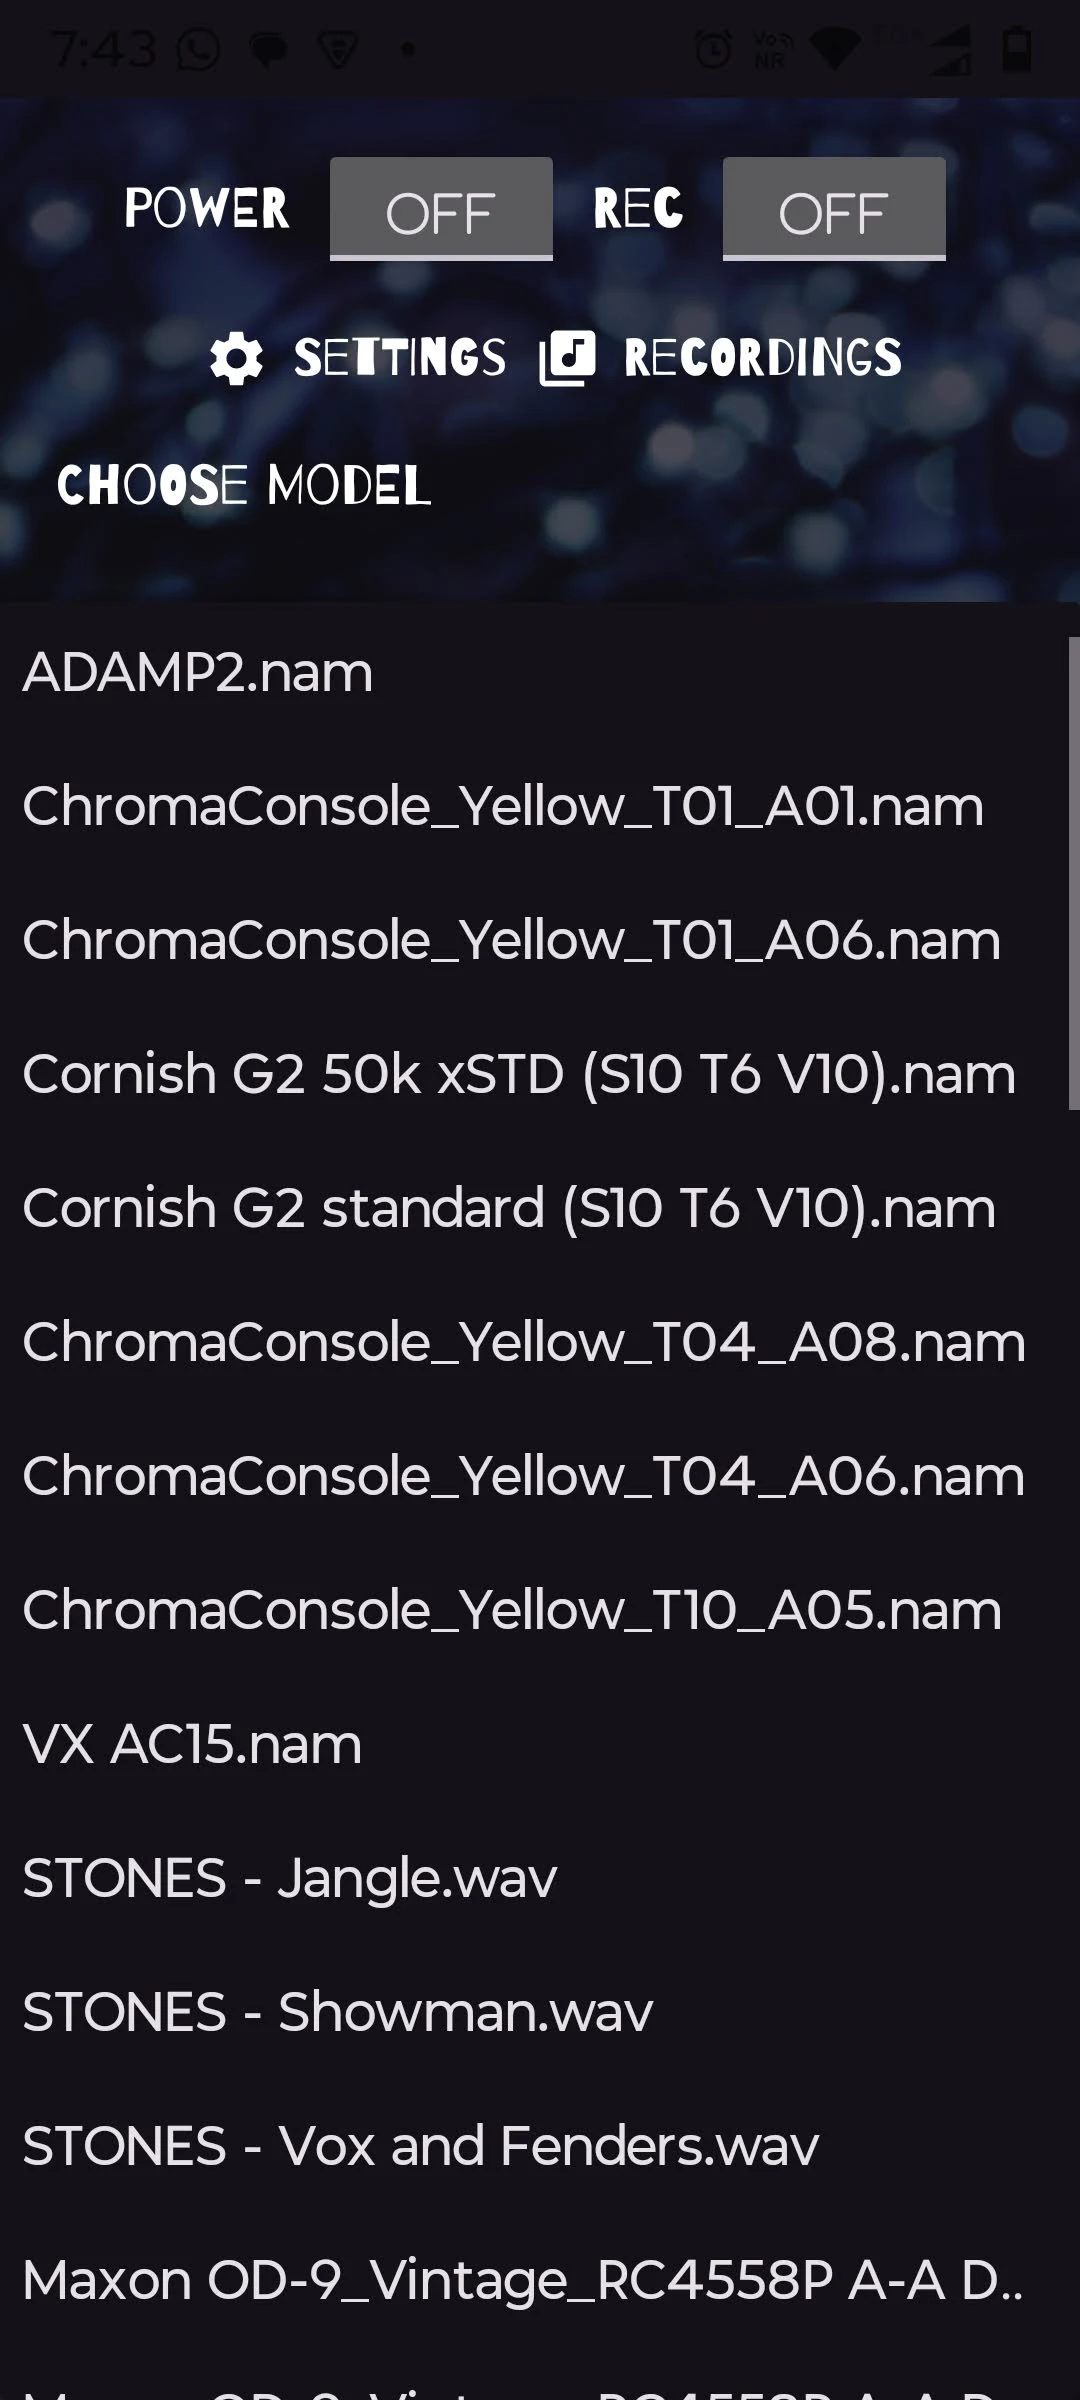 7:43 Vo NR
POWER OFF REC OFF
SETTINGS RECORDINGS
CHOOSE MODEL
ADAMP2.nam
ChromaConsole_Yellow_T01_A01.nam
ChromaConsole_Yellow_T01_A06.nam
Cornish G2 50k xSTD (S10 T6 V10).nam
Cornish G2 standard (S10 T6 V10).nam
ChromaConsole_Yellow_T04_A08.nam
ChromaConsole_Yellow_T04_A06.nam
ChromaConsole_Yellow_T10_A05.nam
VX AC15.nam
STONES - Jangle.wav
STONES - Showman.wav
STONES - Vox and Fenders.wav
Maxon OD-9_Vintage_RC4558P A-A D..